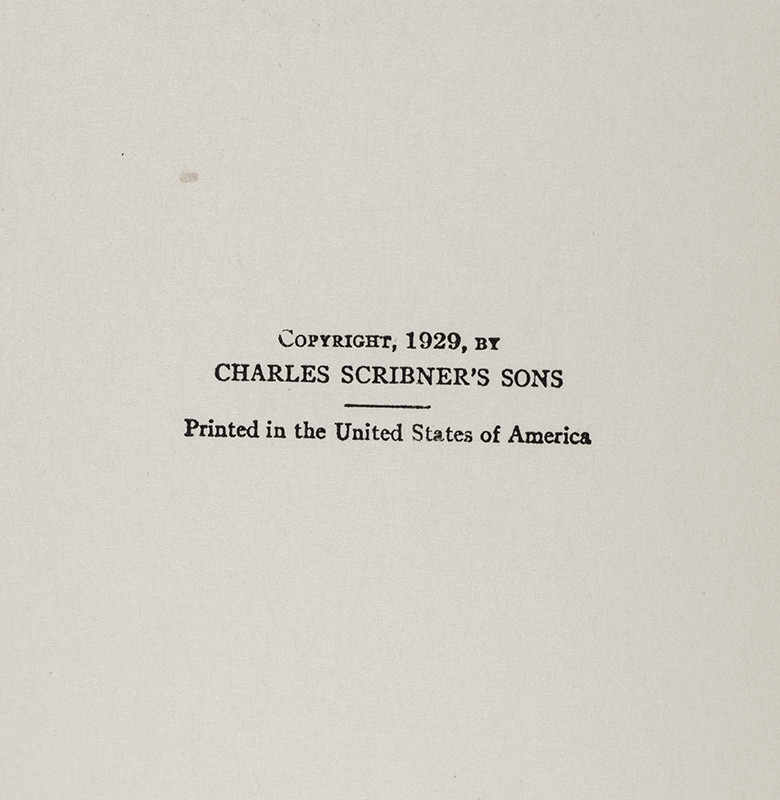 Copyright, 1929, by
CHARLES SCRIBNER'S SONS
Printed in the United States of America